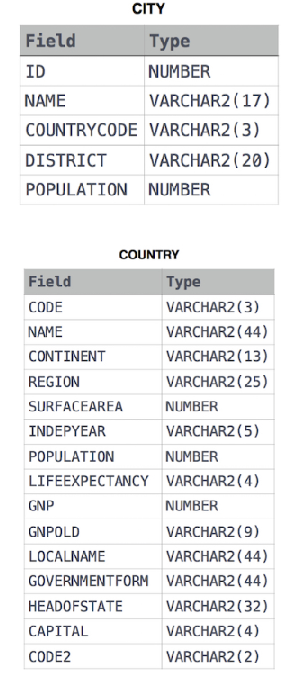 CITY
Field Type
ID NUMBER
NAME VARCHAR2(17)
COUNTRYCODE VARCHAR2(3)
DISTRICT VARCHAR2(20)
POPULATION NUMBER
COUNTRY
Field Type
CODE VARCHAR2(3)
NAME VARCHAR2(44)
CONTINENT VARCHAR2(13)
REGION VARCHAR2(25)
SURFACEAREA NUMBER
INDEPYEAR VARCHAR2(5)
POPULATION NUMBER
LIFEEXPECTANCY VARCHAR2(4)
GNP NUMBER
GNPOLD VARCHAR2(9)
LOCALNAME VARCHAR2(44)
GOVERNMENTFORM VARCHAR2(44)
HEADOFSTATE VARCHAR2(32)
CAPITAL VARCHAR2(4)
CODE2 VARCHAR2(2)